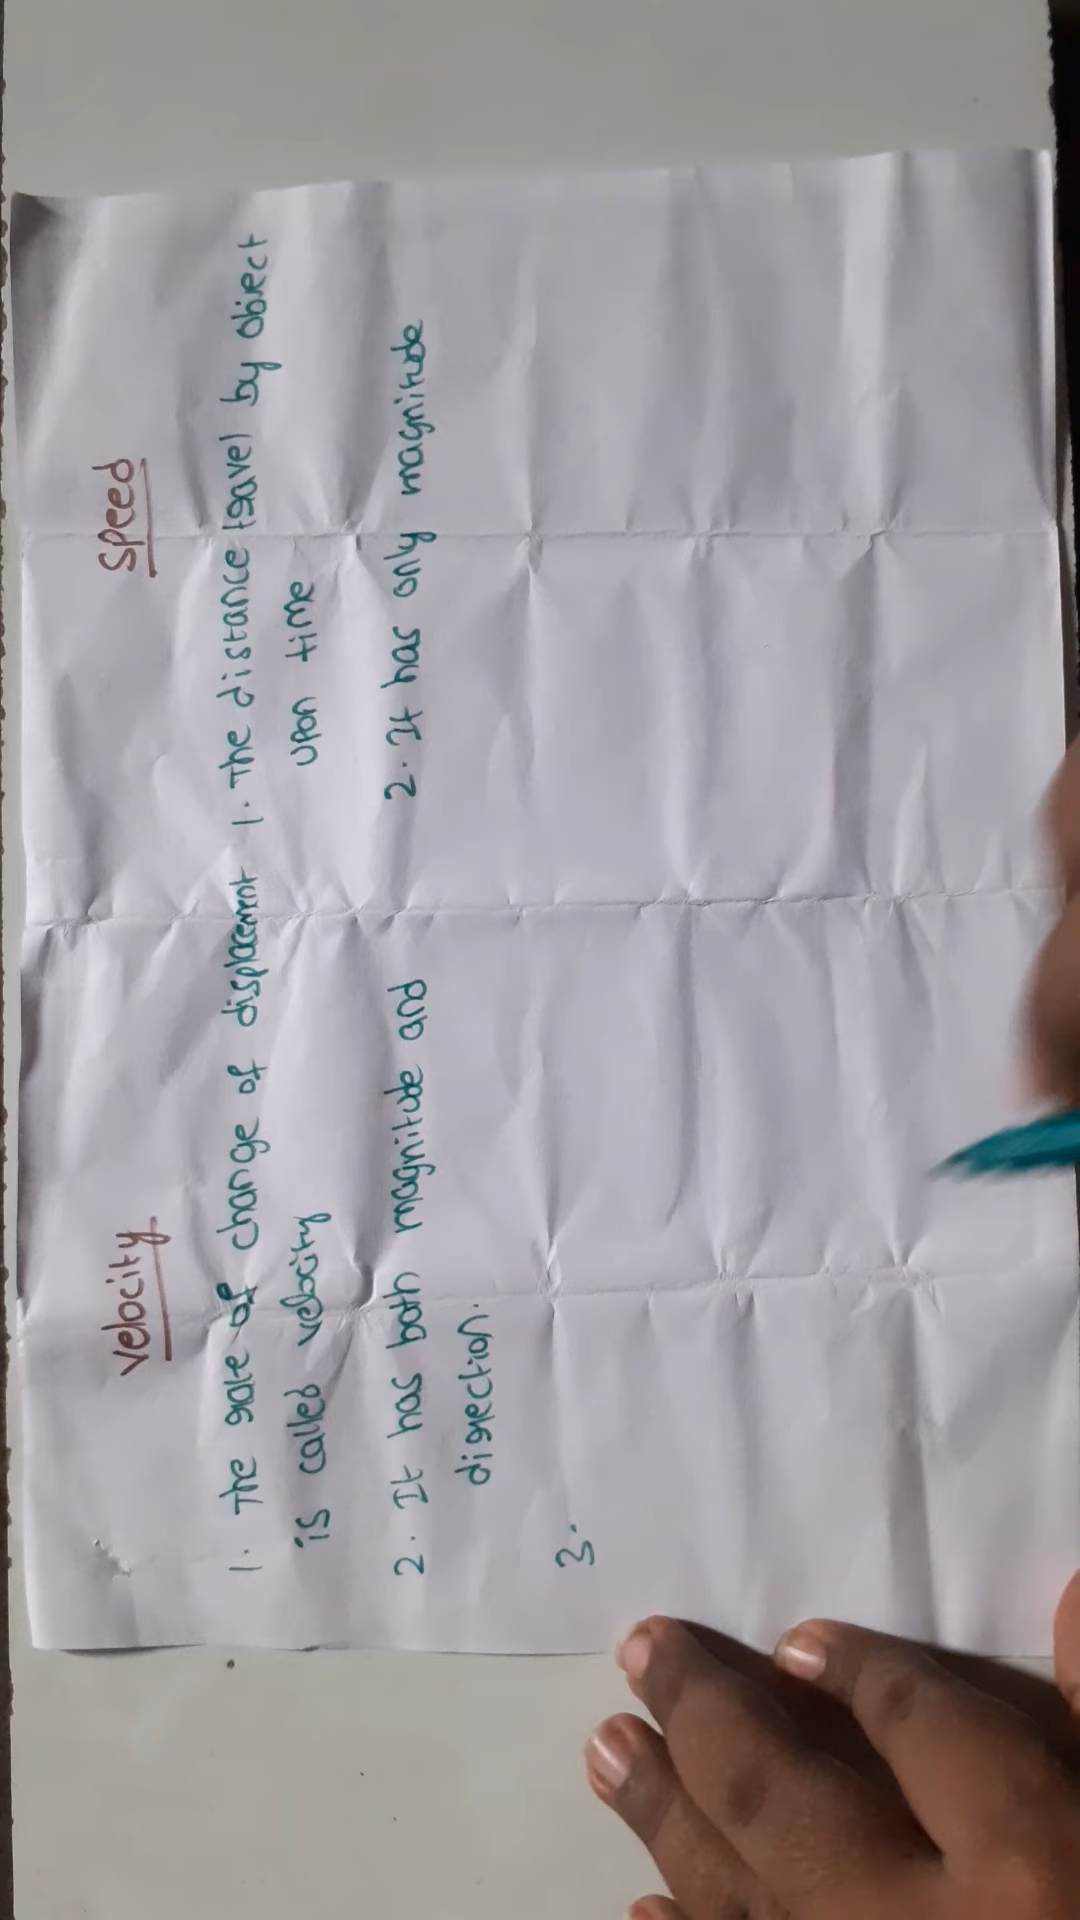 velocity
1. The rate of change of displacement
is called velocity
2. It has both magnitude and
direction.
3.
speed
1. The distance travel by object
upon time
2. It has only magnitude